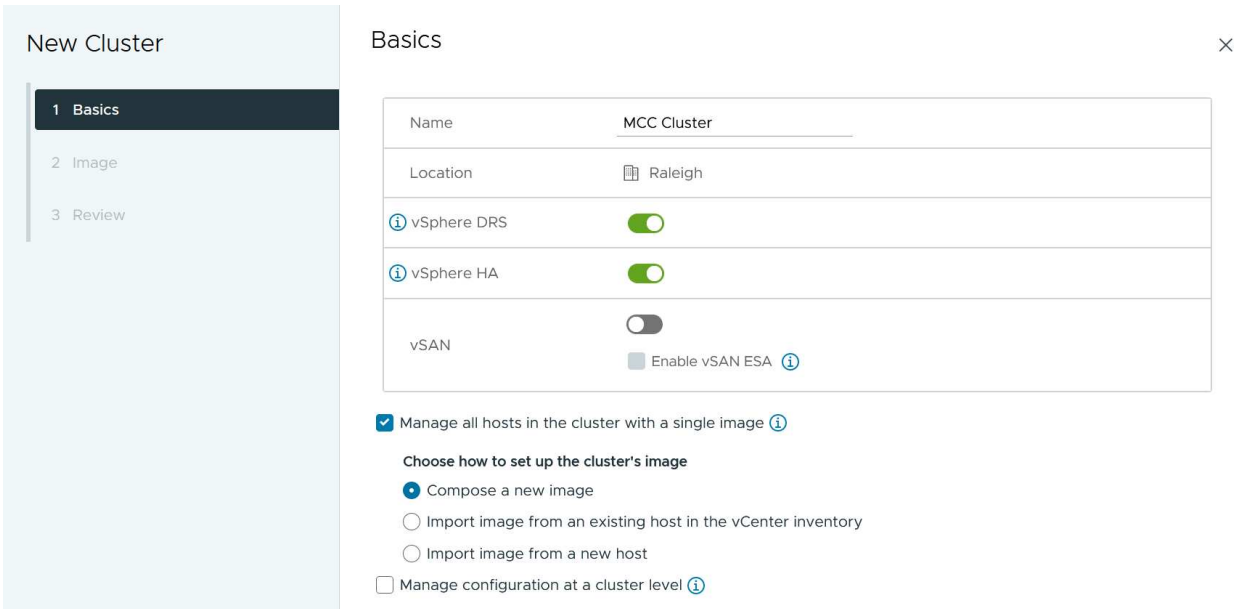 New Cluster
1 Basics
2 Image
3 Review
Basics
Name MCC Cluster
Location Raleigh
vSphere DRS
vSphere HA
vSAN
Enable vSAN ESA
Manage all hosts in the cluster with a single image
Choose how to set up the cluster's image
Compose a new image
Import image from an existing host in the vCenter inventory
Import image from a new host
Manage configuration at a cluster level